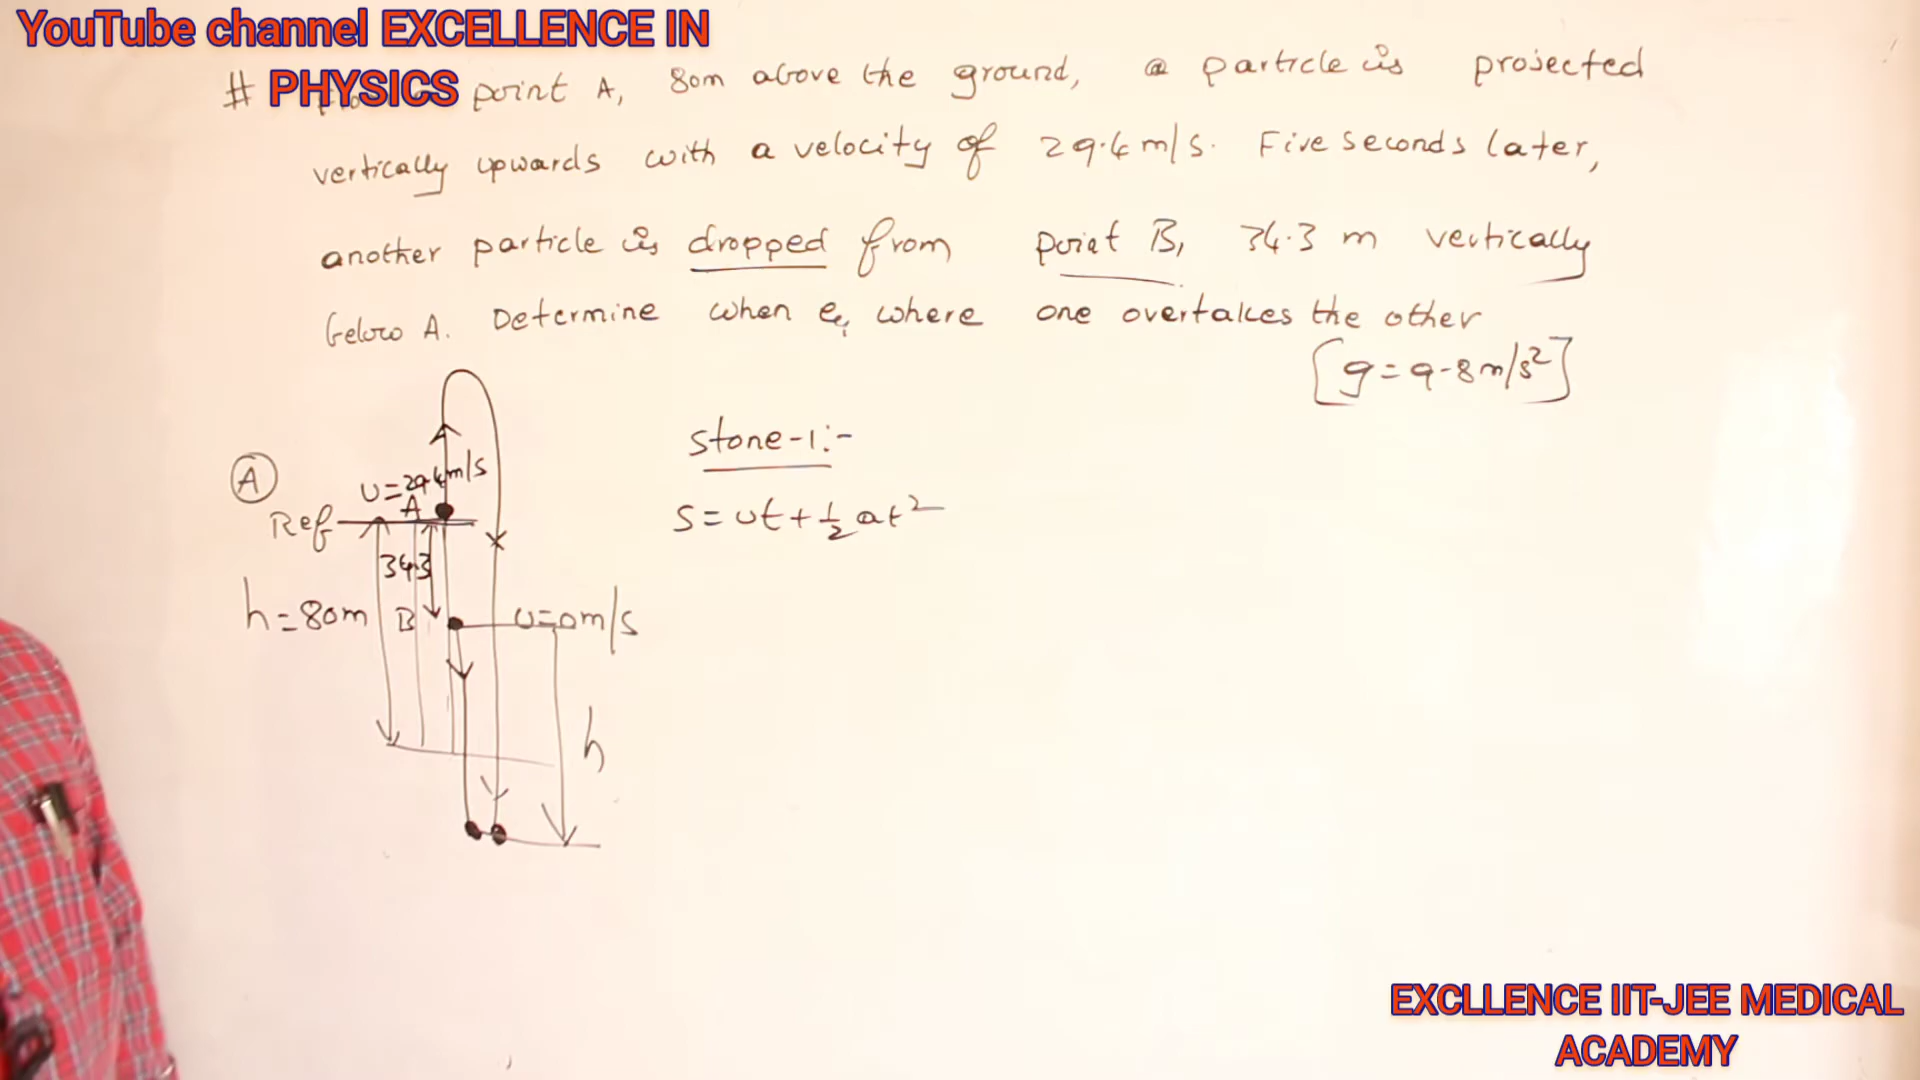 YouTube channel EXCELLENCE IN
PHYSICS
# point A, 80m above the ground, a particle is projected
vertically upwards with a velocity of 29.4 m/s. Five seconds later,
another particle is dropped from point B, 34.3 m vertically
below A. Determine when & where one overtakes the other
[g = 9.8 m/s²]
Stone-1:-
A
u=29.4m/s
A
Ref
S = ut + ½ at²
34.3
h = 80m
B
u=0m/s
h
EXCLLENCE IIT-JEE MEDICAL
ACADEMY